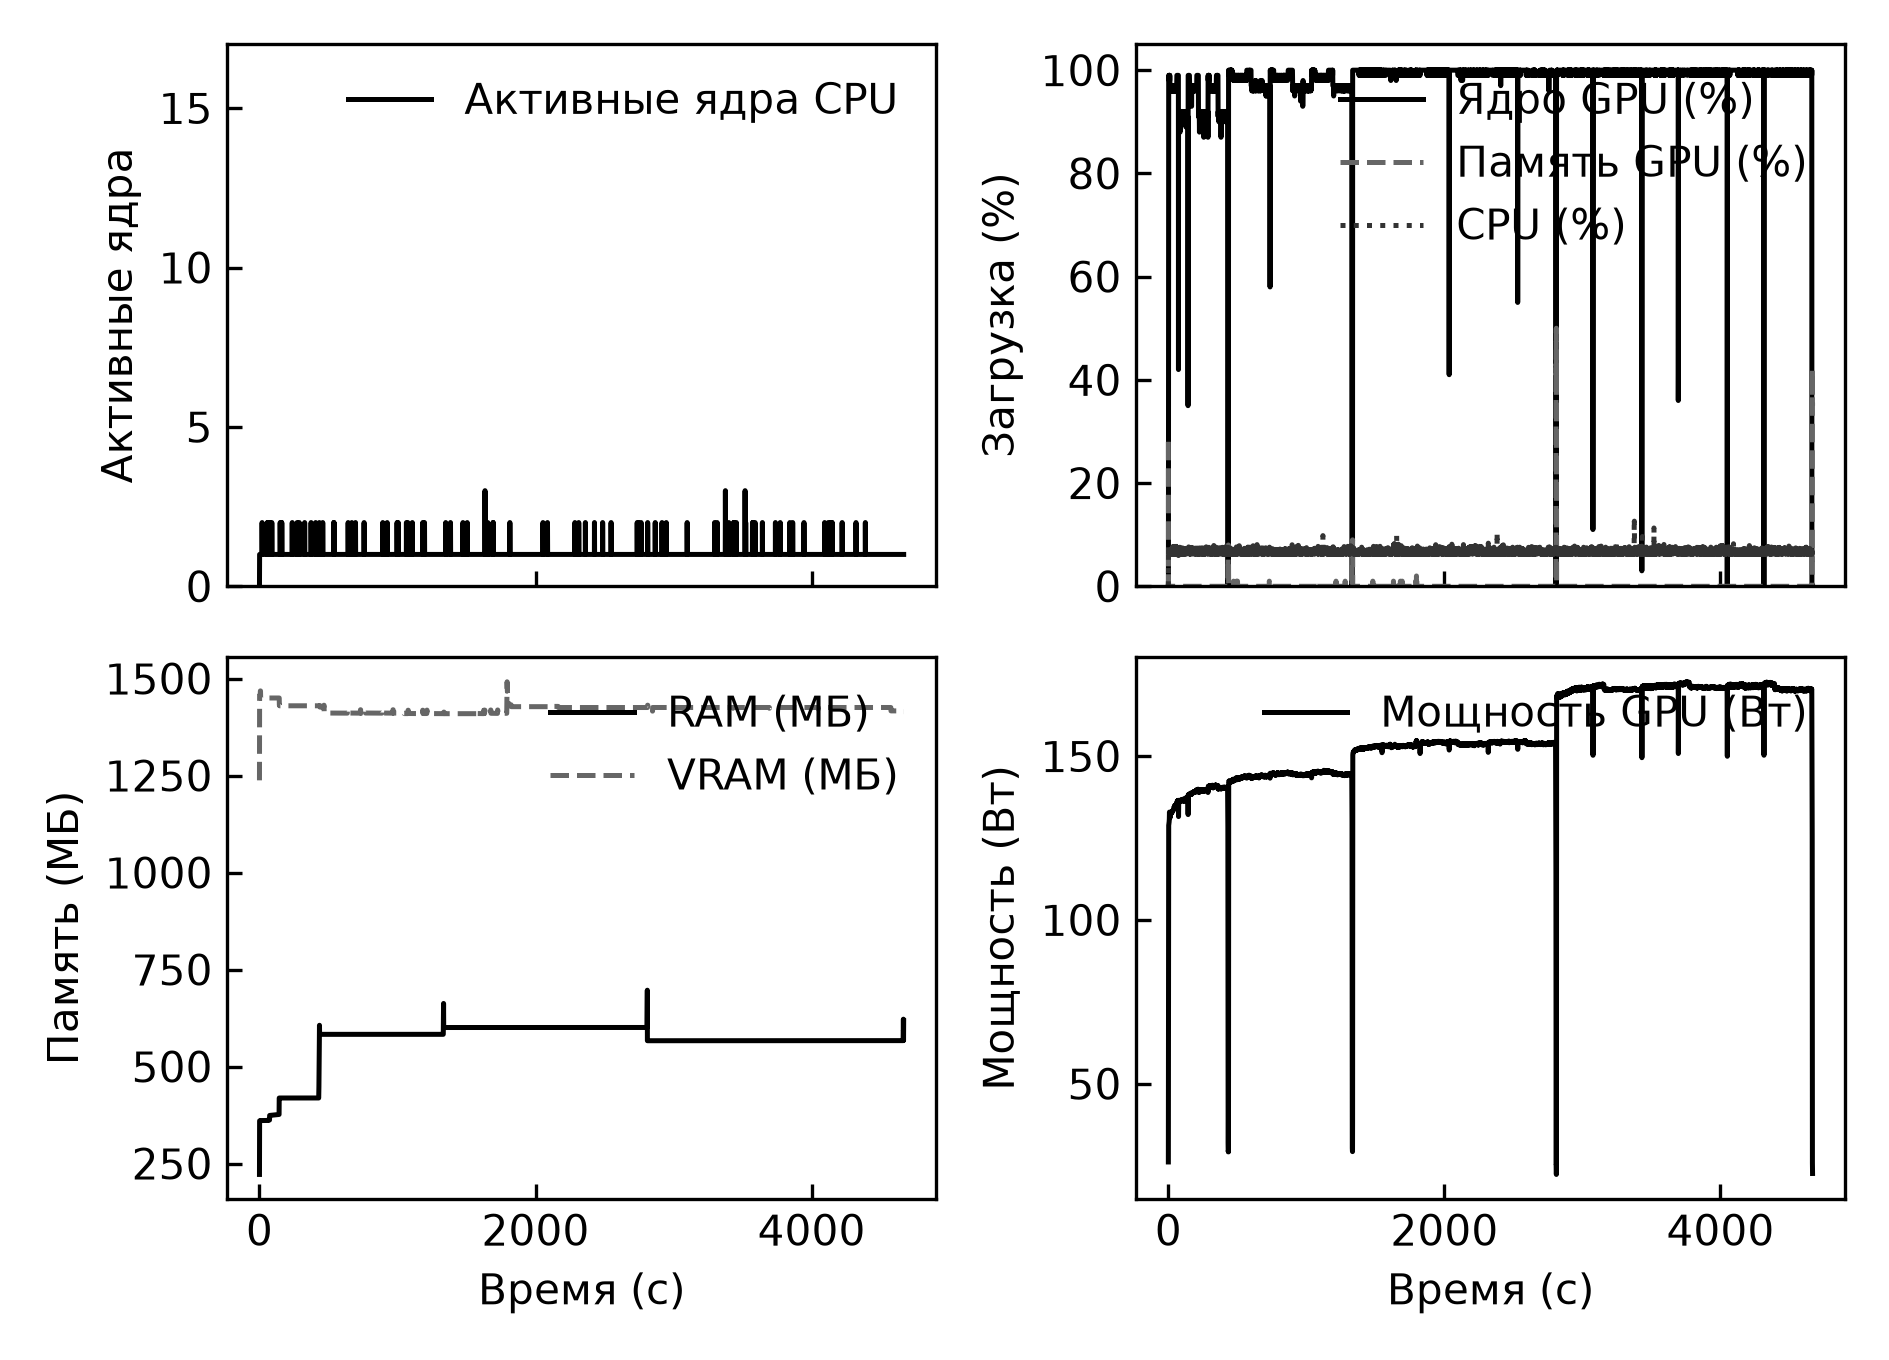 Активные ядра
15
10
5
0
Активные ядра CPU
Загрузка (%)
100
80
60
40
20
0
Ядро GPU (%)
Память GPU (%)
CPU (%)
Память (МБ)
1500
1250
1000
750
500
250
RAM (МБ)
VRAM (МБ)
0
2000
4000
Время (с)
Мощность (Вт)
150
100
50
Мощность GPU (Вт)
0
2000
4000
Время (с)